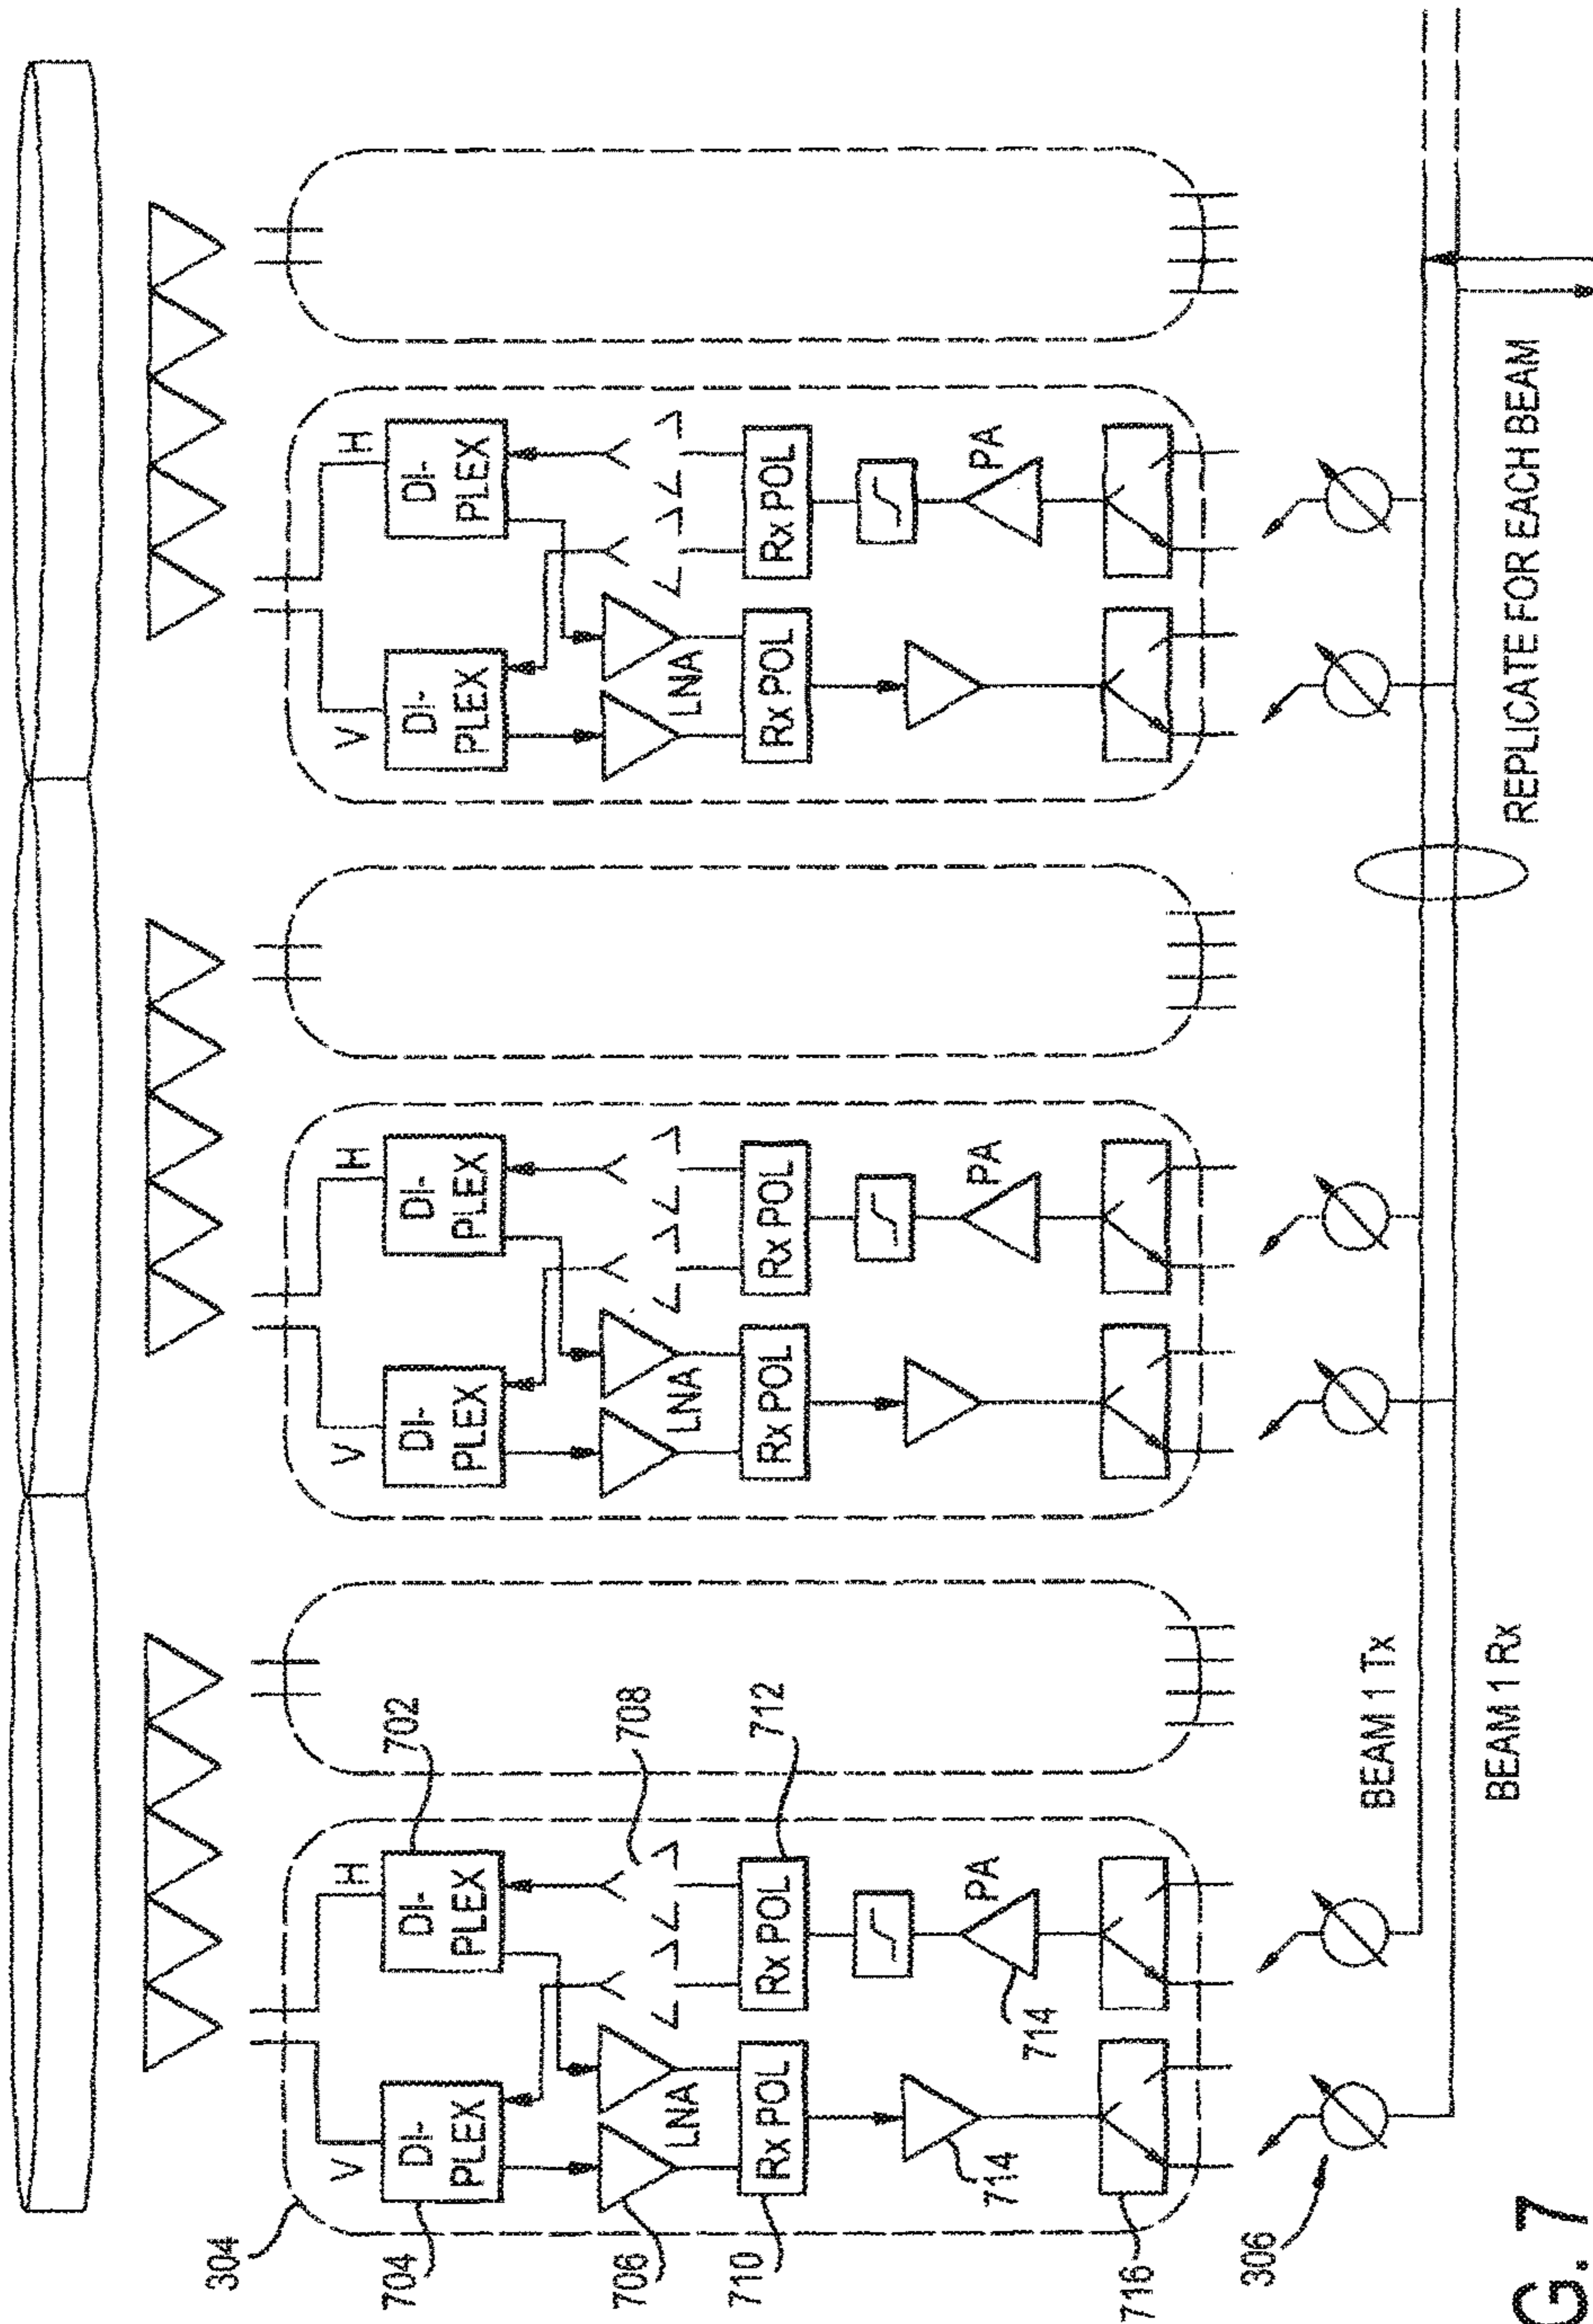 304
V
H
V
H
V
H
704
DI-
PLEX
DI-
PLEX
702
DI-
PLEX
DI-
PLEX
DI-
PLEX
DI-
PLEX
706
LNA
708
LNA
LNA
710
Rx POL
Rx POL
712
Rx POL
Rx POL
Rx POL
Rx POL
714
714
PA
PA
PA
716
306
BEAM 1 Tx
BEAM 1 Rx
REPLICATE FOR EACH BEAM
G. 7